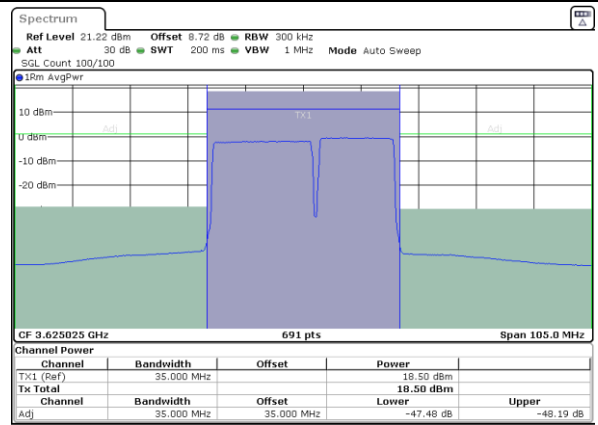 Spectrum
Ref Level 21.22 dBm Offset 8.72 dB RBW 300 kHz
Att 30 dB SWT 200 ms VBW 1 MHz Mode Auto Sweep
SGL Count 100/100
1Rm AvgPwr
10 dBm
TX1
Adj
Adj
0 dBm
-10 dBm
-20 dBm
CF 3.625025 GHz 691 pts Span 105.0 MHz
Channel Power
Channel Bandwidth Offset Power
TX1 (Ref) 35.000 MHz 18.50 dBm
Tx Total 18.50 dBm
Channel Bandwidth Offset Lower Upper
Adj 35.000 MHz 35.000 MHz -47.48 dB -48.19 dB